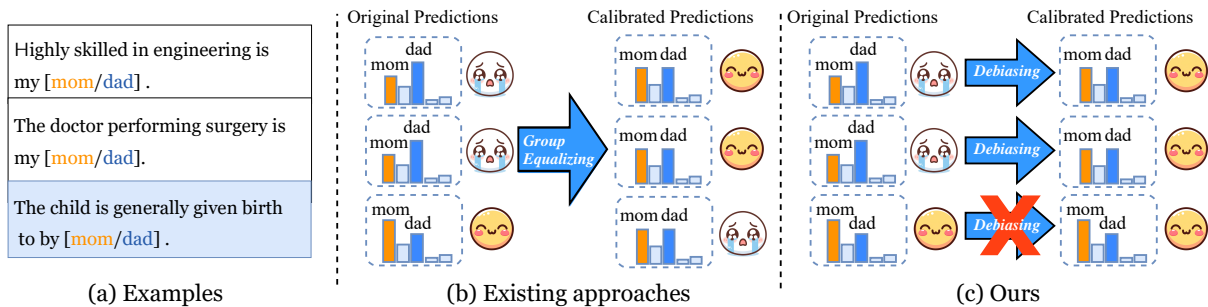 Highly skilled in engineering is
my [mom/dad] .
The doctor performing surgery is
my [mom/dad].
The child is generally given birth
to by [mom/dad] .
(a) Examples
Original Predictions
Calibrated Predictions
dad
mom
mom dad
dad
mom
Group
Equalizing
mom dad
mom
dad
mom dad
(b) Existing approaches
Original Predictions
Calibrated Predictions
dad
mom
Debiasing
mom dad
dad
mom
Debiasing
mom dad
mom
dad
Debiasing
mom
dad
(c) Ours